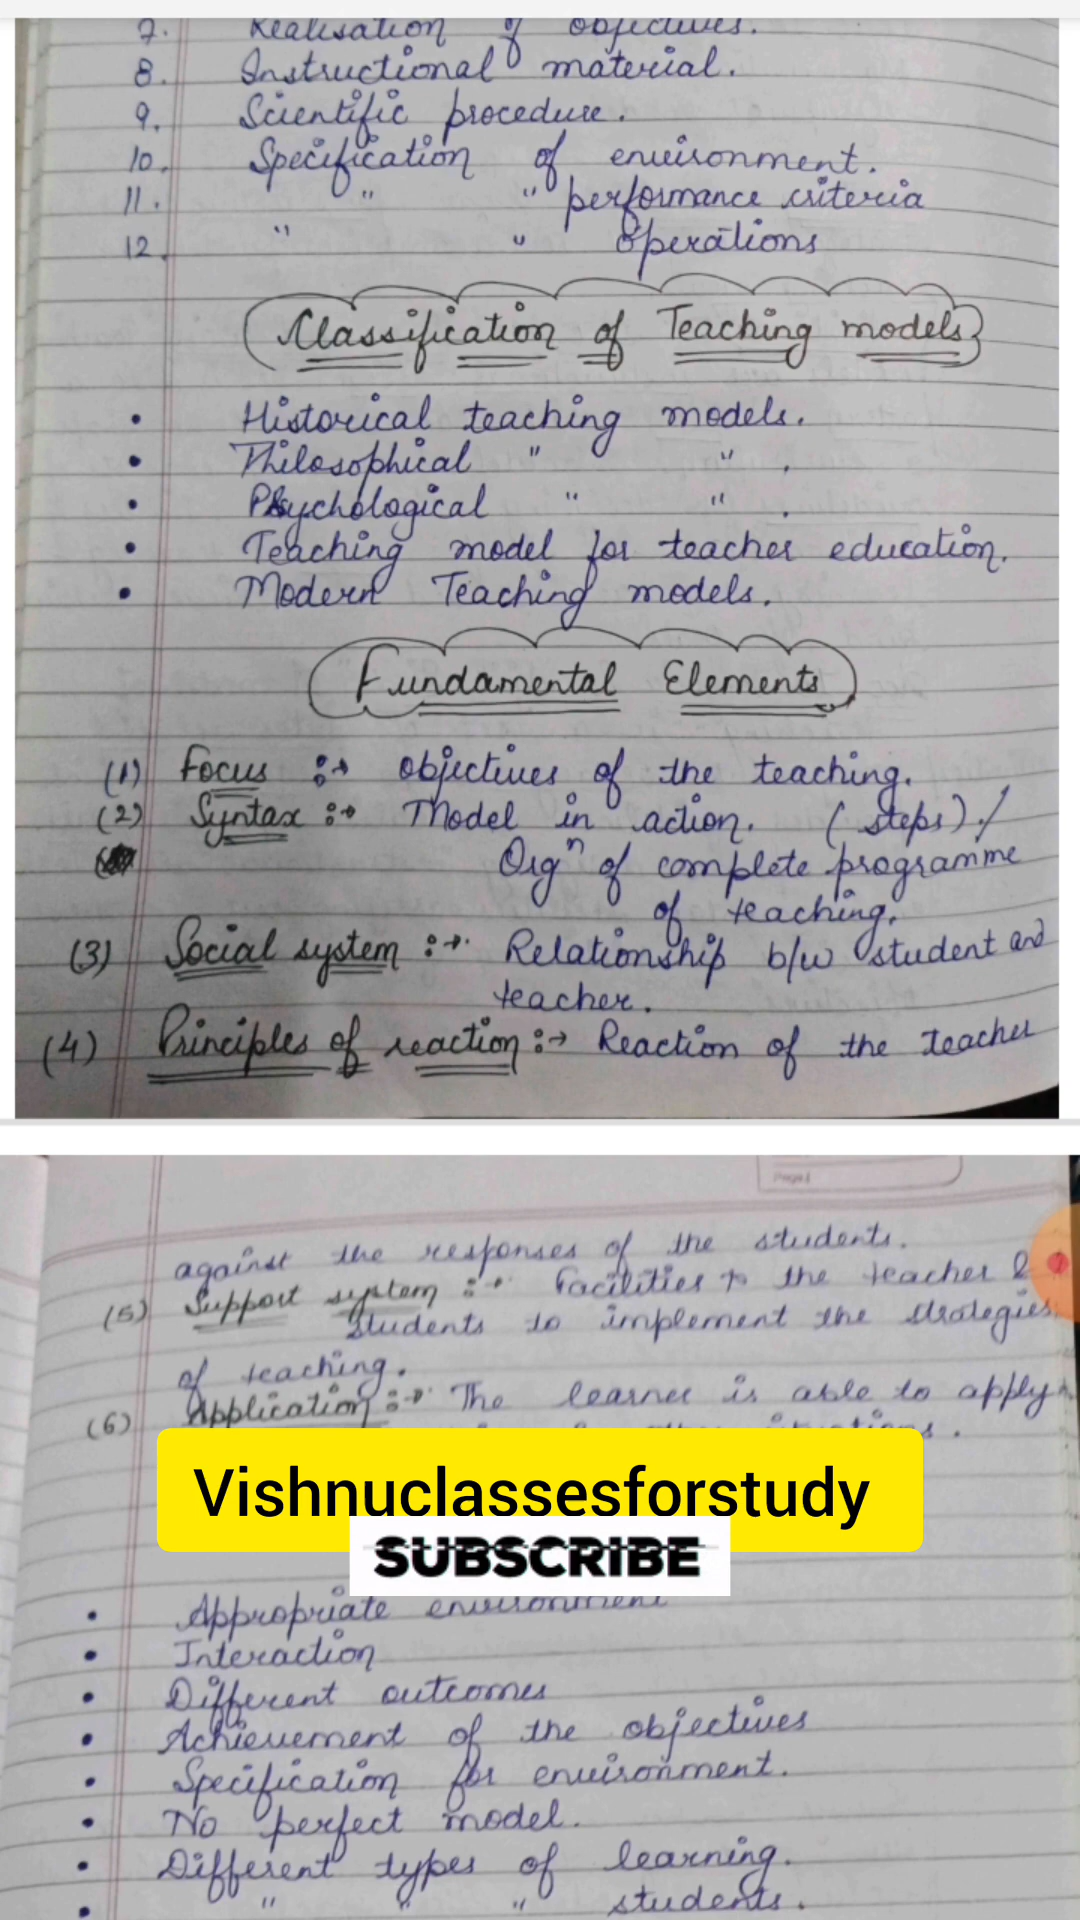 7. Realisation of objectives.
8. Instructional material.
9. Scientific procedure.
10. Specification of environment.
11. " " performance criteria
12. " " operations
Classification of Teaching models
• Historical teaching models.
• Philosophical " " .
• Psychological " " .
• Teaching model for teacher education.
• Modern Teaching models.
Fundamental Elements
(1) Focus :→ objectives of the teaching.
(2) Syntax :→ Model in action. (steps). /
Orgⁿ of complete programme
of teaching.
(3) Social system :→ Relationship b/w student and
teacher.
(4) Principles of reaction :→ Reaction of the teacher
Page
against the responses of the students.
(5) Support system :→ Facilities to the teacher &
students to implement the strategies
of teaching.
(6) Application :→ The learner is able to apply
Vishnuclassesforstudy
SUBSCRIBE
• Appropriate environment
• Interaction
• Different outcomes
• Achievement of the objectives
• Specification for environment.
• No perfect model.
• Different types of learning.
• " " " students.